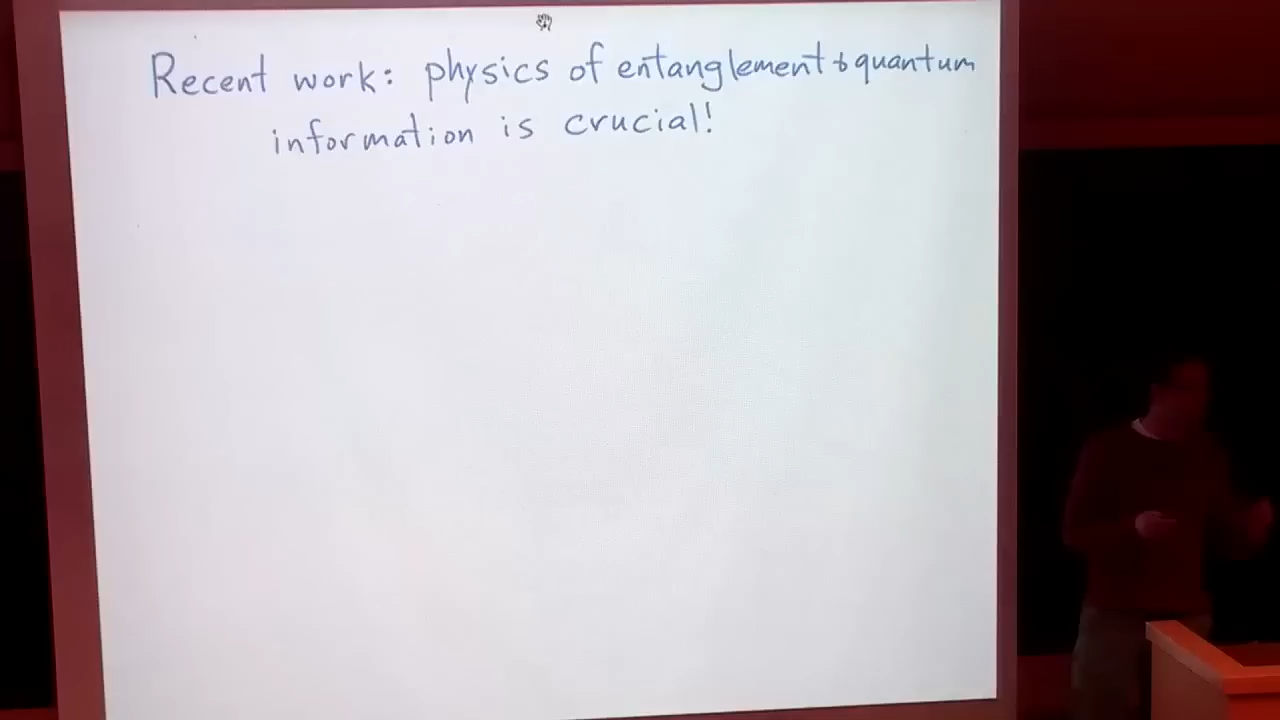 Recent work: physics of entanglement & quantum
information is crucial!